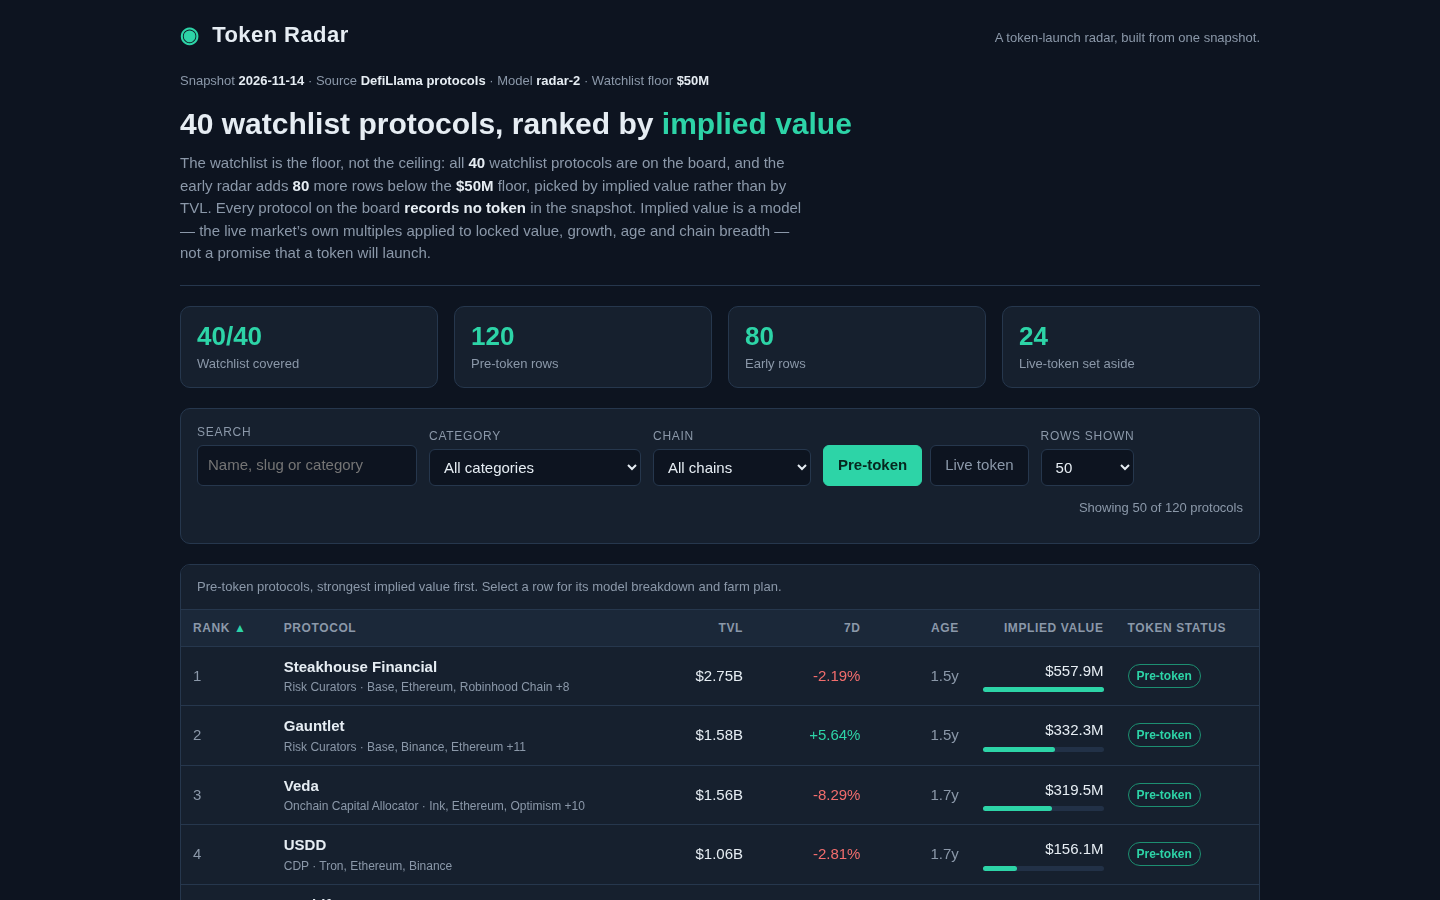 ◉ Token Radar
A token-launch radar, built from one snapshot.
Snapshot 2026-11-14 · Source DefiLlama protocols · Model radar-2 · Watchlist floor $50M
40 watchlist protocols, ranked by implied value
The watchlist is the floor, not the ceiling: all 40 watchlist protocols are on the board, and the
early radar adds 80 more rows below the $50M floor, picked by implied value rather than by
TVL. Every protocol on the board records no token in the snapshot. Implied value is a model
— the live market's own multiples applied to locked value, growth, age and chain breadth —
not a promise that a token will launch.
40/40
Watchlist covered
120
Pre-token rows
80
Early rows
24
Live-token set aside
SEARCH
Name, slug or category
CATEGORY
All categories
CHAIN
All chains
Pre-token
Live token
ROWS SHOWN
50
Showing 50 of 120 protocols
Pre-token protocols, strongest implied value first. Select a row for its model breakdown and farm plan.
RANK ▲ PROTOCOL TVL 7D AGE IMPLIED VALUE TOKEN STATUS
1 Steakhouse Financial $2.75B -2.19% 1.5y $557.9M Pre-token
Risk Curators · Base, Ethereum, Robinhood Chain +8
2 Gauntlet $1.58B +5.64% 1.5y $332.3M Pre-token
Risk Curators · Base, Binance, Ethereum +11
3 Veda $1.56B -8.29% 1.7y $319.5M Pre-token
Onchain Capital Allocator · Ink, Ethereum, Optimism +10
4 USDD $1.06B -2.81% 1.7y $156.1M Pre-token
CDP · Tron, Ethereum, Binance